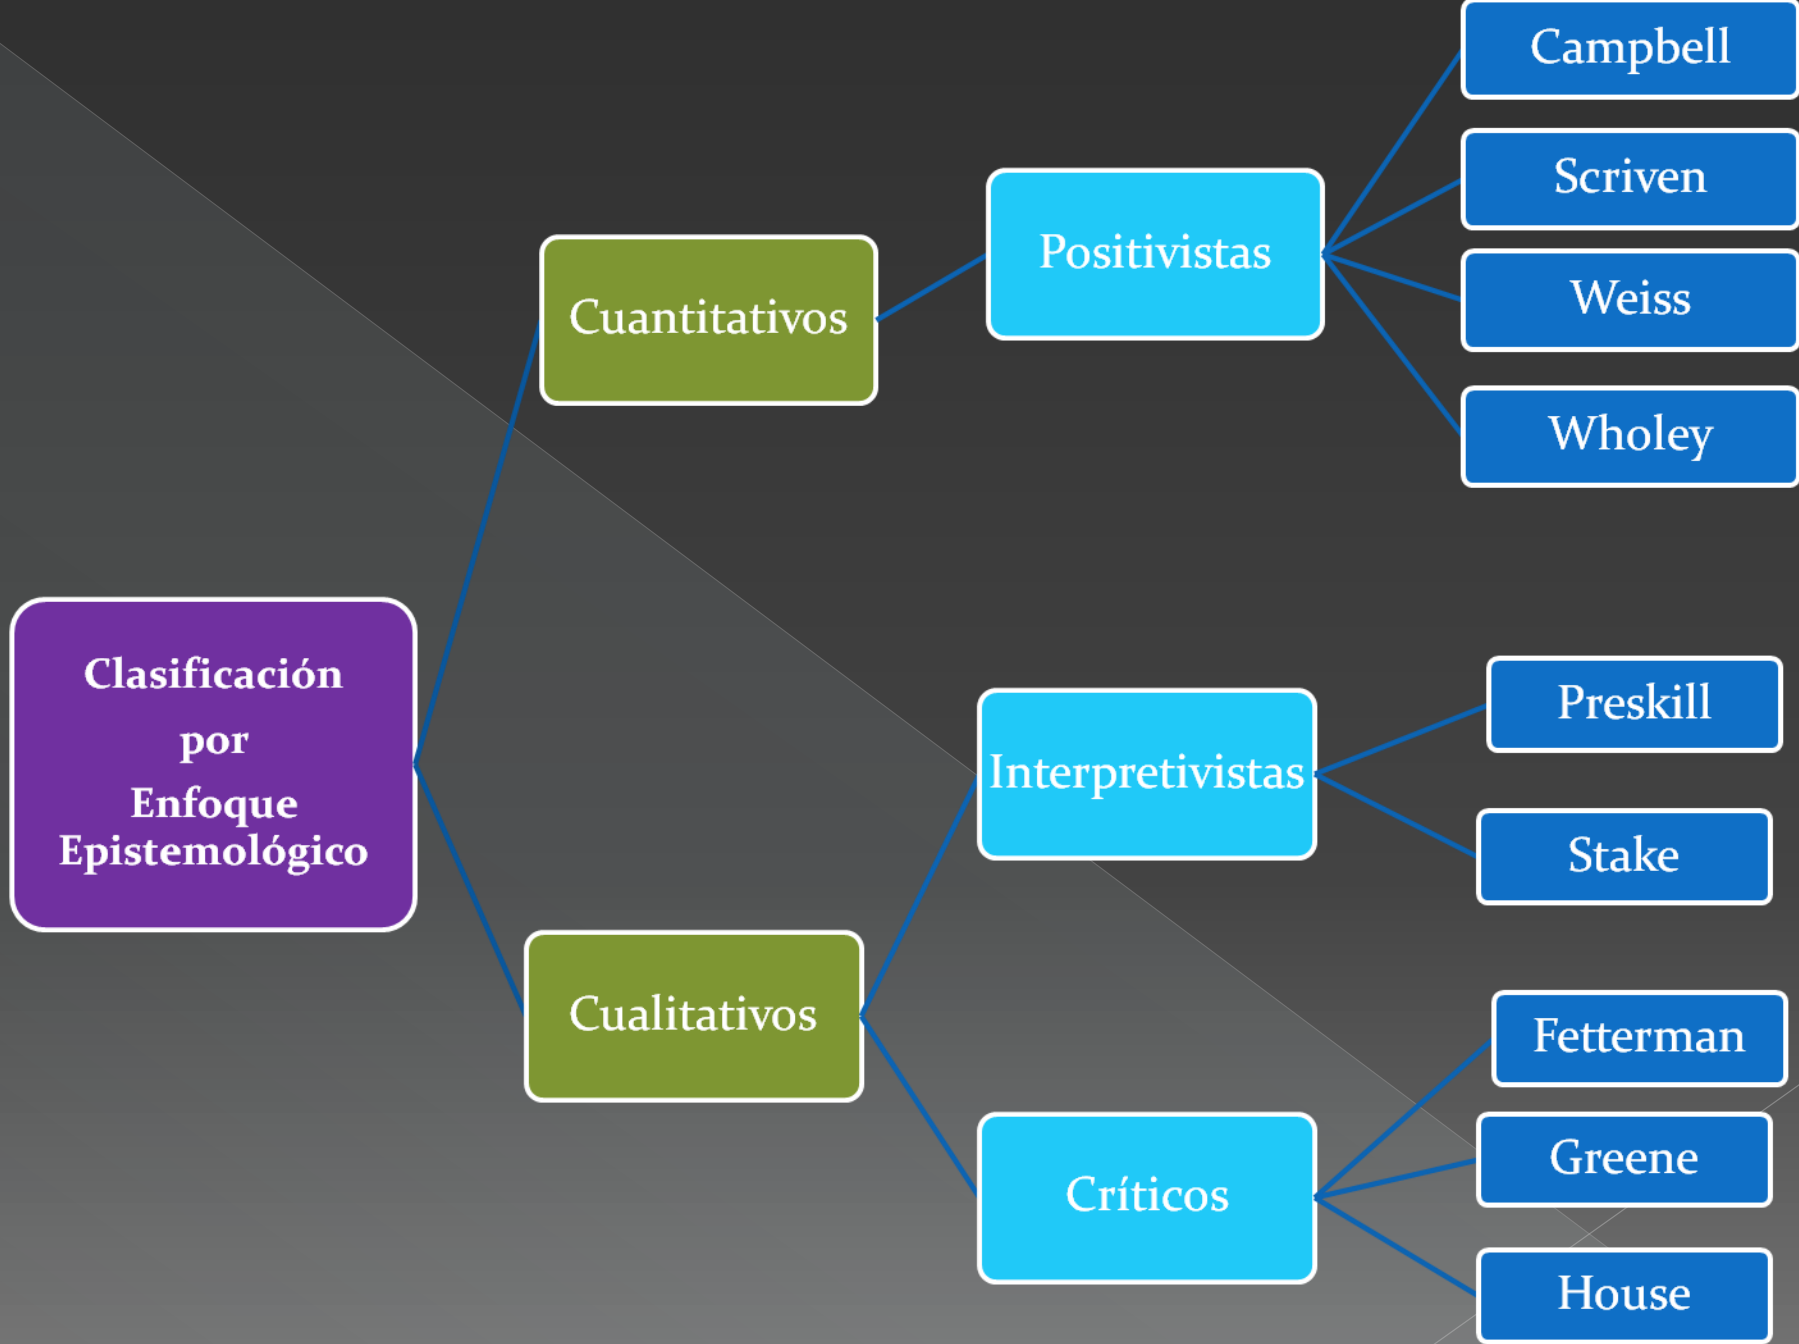 Clasificación
por
Enfoque
Epistemológico
Cuantitativos
Positivistas
Campbell
Scriven
Weiss
Wholey
Cualitativos
Interpretivistas
Preskill
Stake
Críticos
Fetterman
Greene
House